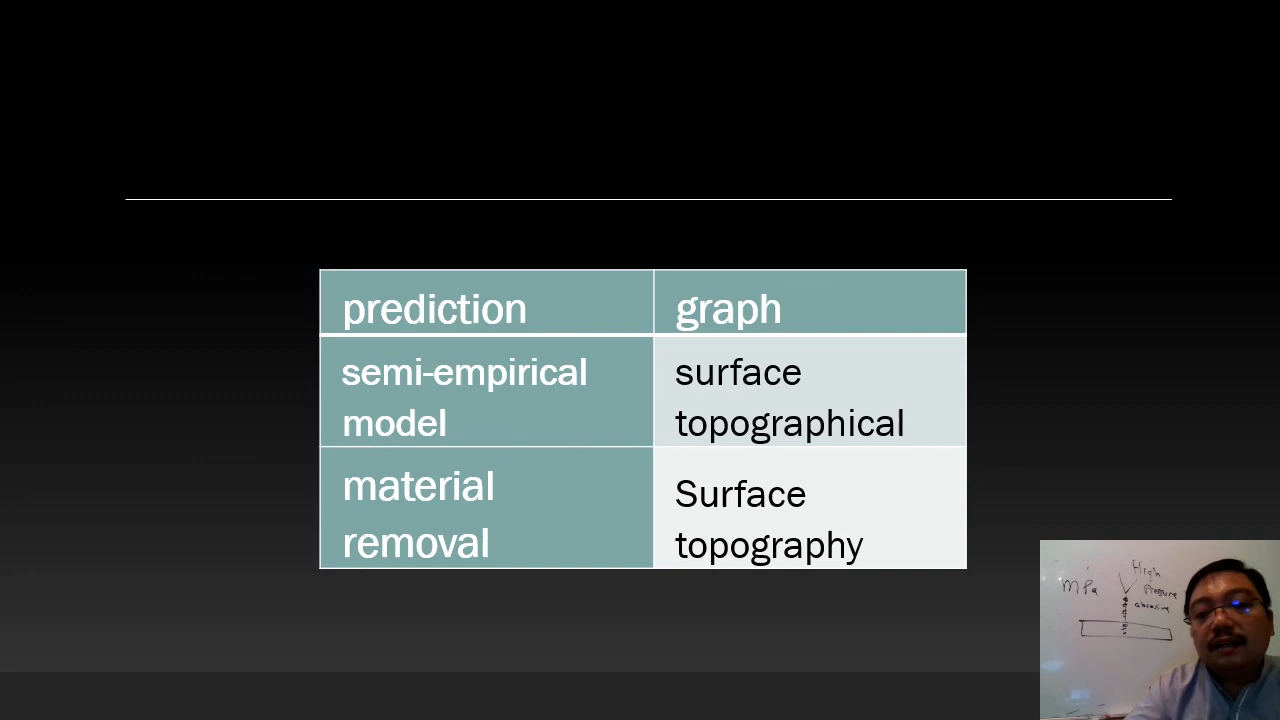 prediction
graph
semi-empirical
model
surface
topographical
material
removal
Surface
topography
MPa
High
Pressure
abrasive